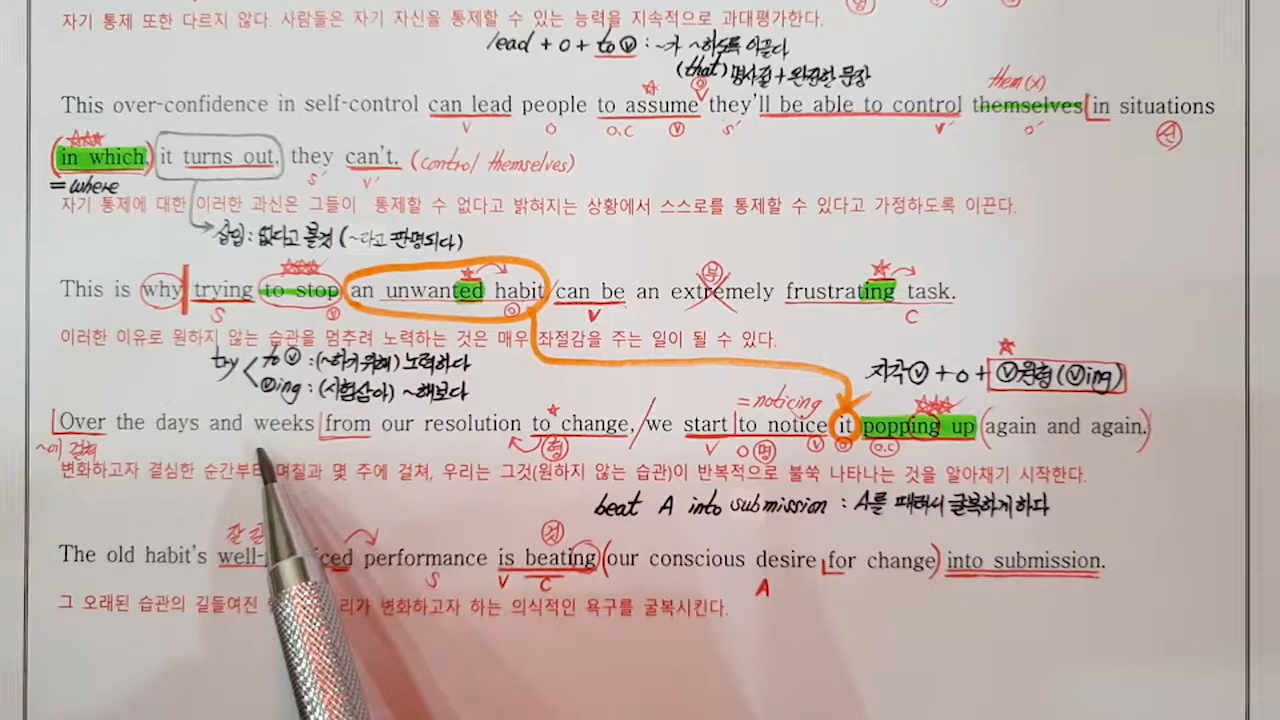 자기 통제 또한 다르지 않다. 사람들은 자기 자신을 통제할 수 있는 능력을 지속적으로 과대평가한다.
lead + o + to ⓥ : ~가 ~하도록 이끈다
(that) 명사절 + 완전한 문장
them(x)
This over-confidence in self-control can lead people to assume they'll be able to control themselves in situations
V O O.C ⓥ S' V' O' 선
in which, it turns out, they can't. (control themselves)
= where S' V'
자기 통제에 대한 이러한 과신은 그들이 통제할 수 없다고 밝혀지는 상황에서 스스로를 통제할 수 있다고 가정하도록 이끈다.
삽입 : 없다고 볼것 (~라고 판명되다)
부
This is why trying to stop an unwanted habit can be an extremely frustrating task.
S ⓥ ⓞ V C
이러한 이유로 원하지 않는 습관을 멈추려 노력하는 것은 매우 좌절감을 주는 일이 될 수 있다.
try to ⓥ : (~하기위해) 노력하다
ⓥing : (시험삼아) ~해보다
지각ⓥ + o + ⓥ원형 (ⓥing)
= noticing
Over the days and weeks from our resolution to change, we start to notice it popping up (again and again.)
~에 걸쳐 형 V O 명 ⓥ ⓞ o.c
변화하고자 결심한 순간부터 며칠과 몇 주에 걸쳐, 우리는 그것(원하지 않는 습관)이 반복적으로 불쑥 나타나는 것을 알아채기 시작한다.
beat A into submission : A를 때려서 굴복하게 하다
것
The old habit's performance is beating (our conscious desire for change) into submission.
S V C A
그 오래된 습관의 길들여진 변화하고자 하는 의식적인 욕구를 굴복시킨다.